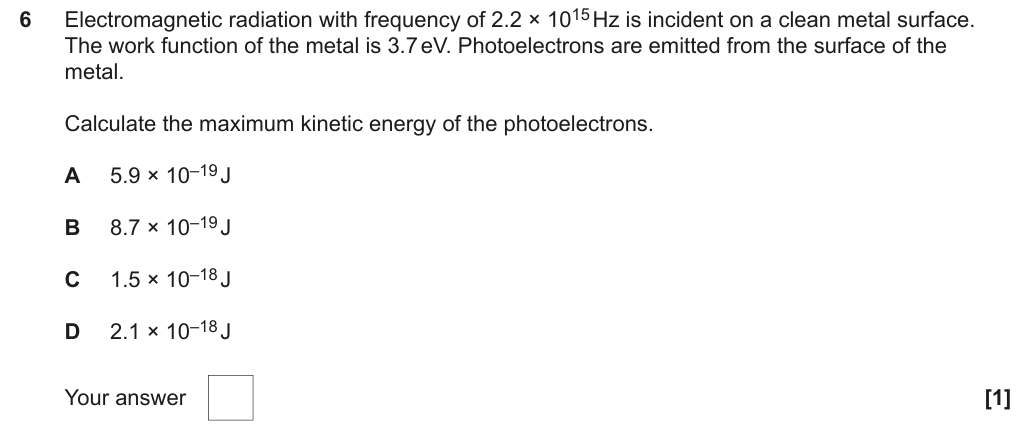 6 Electromagnetic radiation with frequency of 2.2 × 10¹⁵ Hz is incident on a clean metal surface.
The work function of the metal is 3.7 eV. Photoelectrons are emitted from the surface of the
metal.
Calculate the maximum kinetic energy of the photoelectrons.
A 5.9 × 10⁻¹⁹ J
B 8.7 × 10⁻¹⁹ J
C 1.5 × 10⁻¹⁸ J
D 2.1 × 10⁻¹⁸ J
Your answer [1]